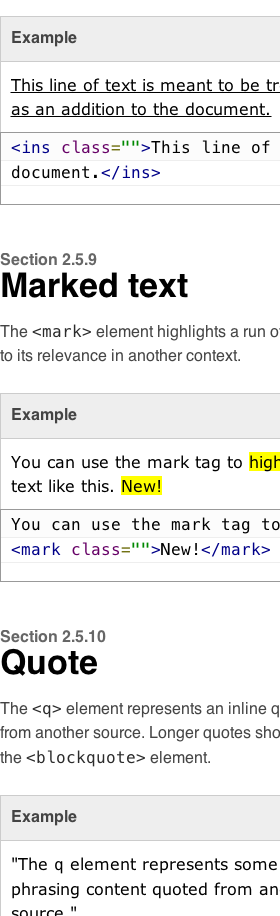 Example
This line of text is meant to be
as an addition to the document.
<ins class="">This line of
document.</ins>
Section 2.5.9
Marked text
The <mark> element highlights a run
to its relevance in another context.
Example
You can use the mark tag to
text like this. New!
You can use the mark tag to
<mark class="">New!</mark>
Section 2.5.10
Quote
The <q> element represents an inline
from another source. Longer quotes
the <blockquote> element.
Example
"The q element represents some
phrasing content quoted from an
source."